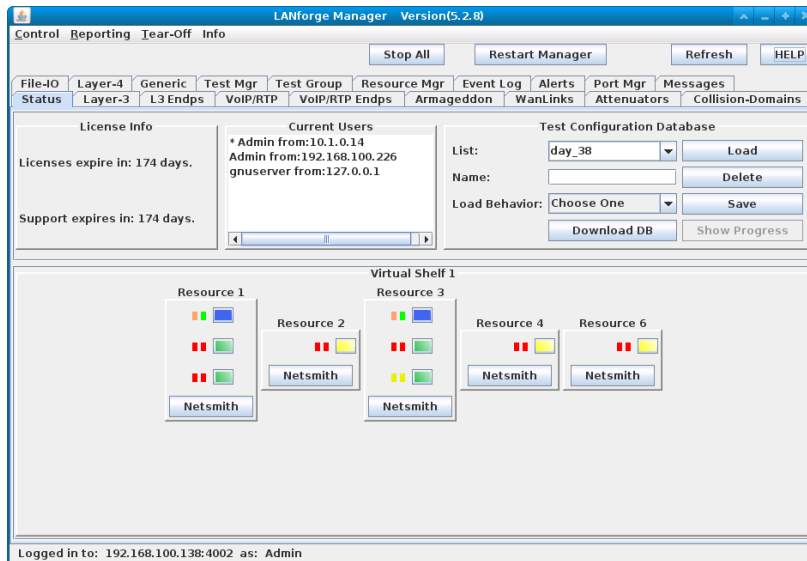 LANforge Manager Version(5.2.8)
Control Reporting Tear-Off Info
Stop All Restart Manager Refresh HELP
File-IO Layer-4 Generic Test Mgr Test Group Resource Mgr Event Log Alerts Port Mgr Messages
Status Layer-3 L3 Endps VoIP/RTP VoIP/RTP Endps Armageddon WanLinks Attenuators Collision-Domains
License Info
Licenses expire in: 174 days.
Support expires in: 174 days.
Current Users
* Admin from:10.1.0.14
Admin from:192.168.100.226
gnuserver from:127.0.0.1
Test Configuration Database
List: day_38 Load
Name: Delete
Load Behavior: Choose One Save
Download DB Show Progress
Virtual Shelf 1
Resource 1 Resource 3
Resource 2 Resource 4 Resource 6
Netsmith Netsmith Netsmith
Netsmith Netsmith
Logged in to: 192.168.100.138:4002 as: Admin